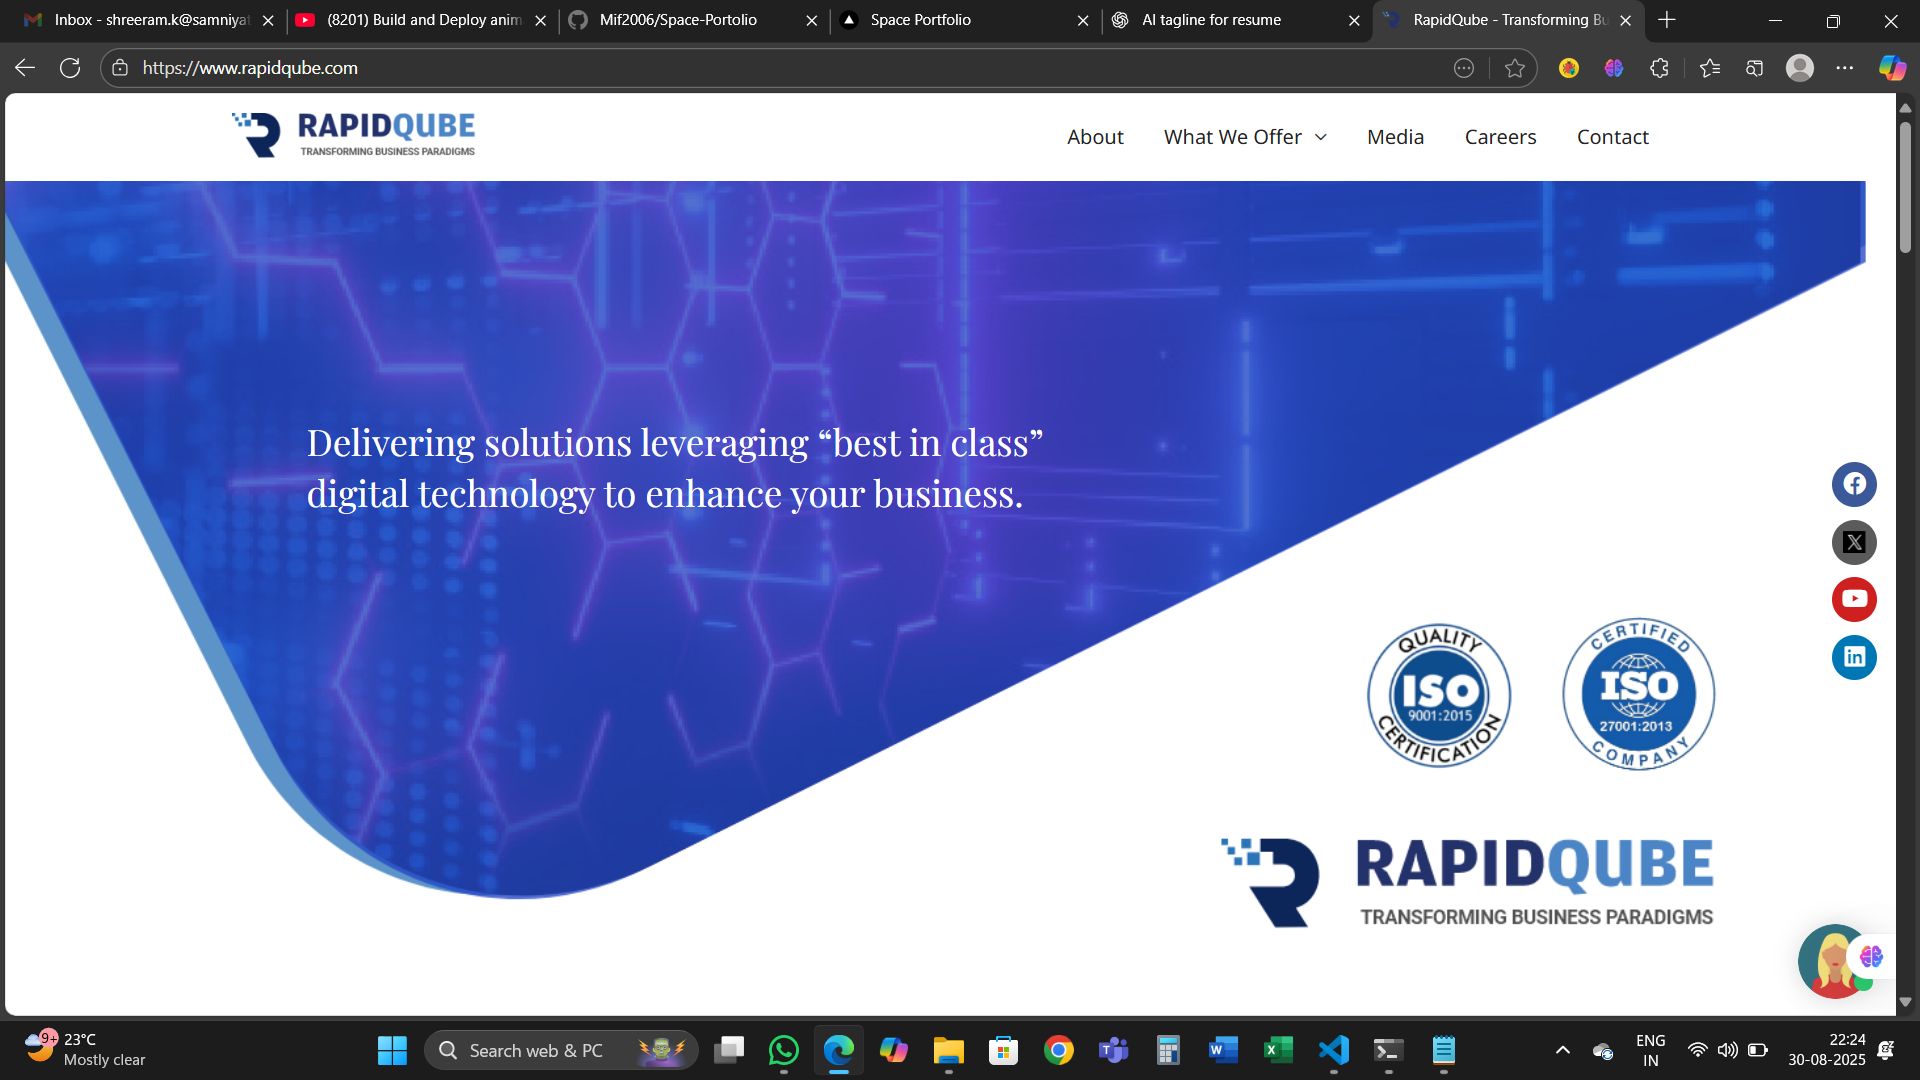 Inbox - shreeram.k@samniya
(8201) Build and Deploy anim
Mif2006/Space-Portolio
Space Portfolio
AI tagline for resume
RapidQube - Transforming Bu
https://www.rapidqube.com
RAPIDQUBE
TRANSFORMING BUSINESS PARADIGMS
About
What We Offer
Media
Careers
Contact
Delivering solutions leveraging “best in class”
digital technology to enhance your business.
QUALITY
ISO
9001:2015
CERTIFICATION
CERTIFIED
ISO
27001:2013
COMPANY
RAPIDQUBE
TRANSFORMING BUSINESS PARADIGMS
9+
23°C
Mostly clear
Search web & PC
ENG
IN
22:24
30-08-2025